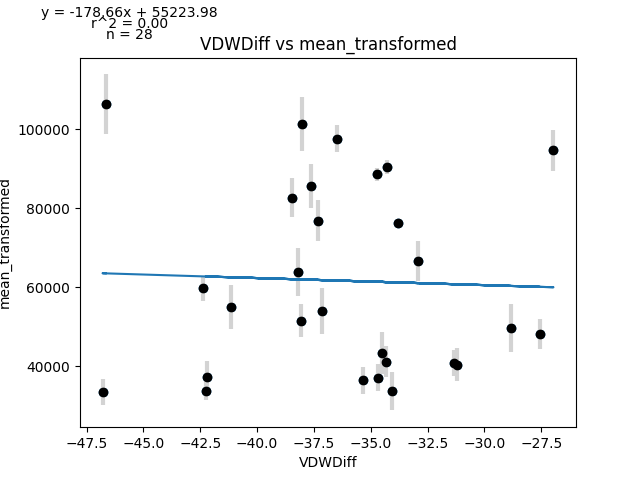 y = -178.66x + 55223.98
r^2 = 0.00
n = 28
VDWDiff vs mean_transformed
mean_transformed
100000
80000
60000
40000
−47.5 −45.0 −42.5 −40.0 −37.5 −35.0 −32.5 −30.0 −27.5
VDWDiff